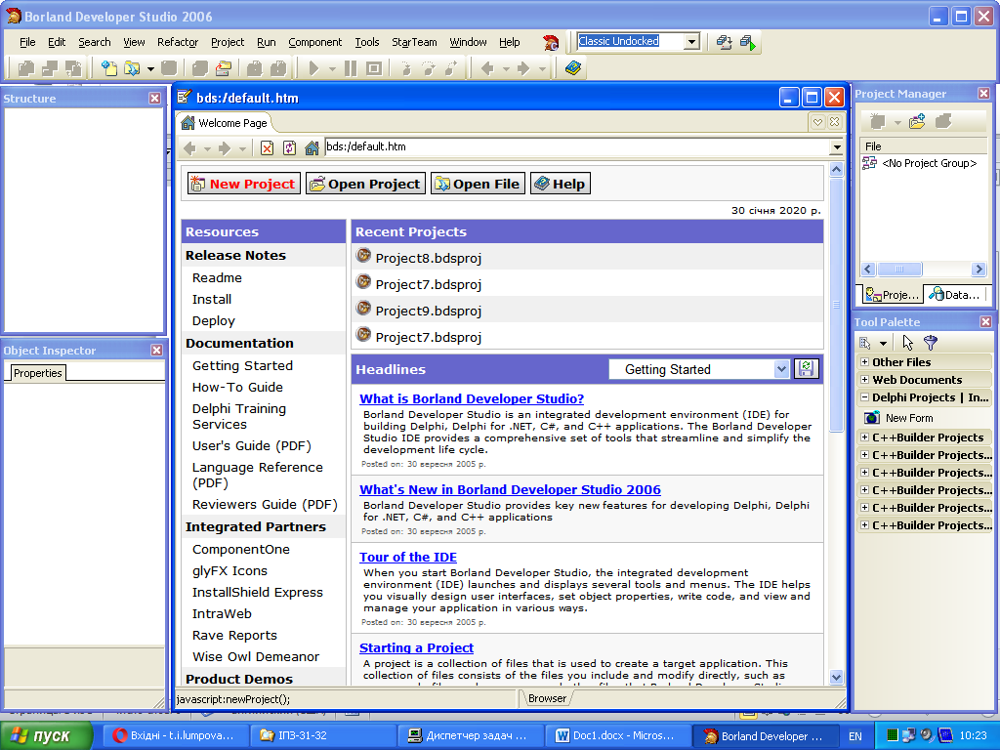 Borland Developer Studio 2006
File Edit Search View Refactor Project Run Component Tools StarTeam Window Help
Classic Undocked
Structure
Object Inspector
Properties
bds:/default.htm
Welcome Page
bds:/default.htm
New Project Open Project Open File Help
30 січня 2020 р.
Resources
Release Notes
Readme
Install
Deploy
Documentation
Getting Started
How-To Guide
Delphi Training
Services
User's Guide (PDF)
Language Reference
(PDF)
Reviewers Guide (PDF)
Integrated Partners
ComponentOne
glyFX Icons
InstallShield Express
IntraWeb
Rave Reports
Wise Owl Demeanor
Product Demos
Recent Projects
Project8.bdsproj
Project7.bdsproj
Project9.bdsproj
Project7.bdsproj
Headlines
Getting Started
What is Borland Developer Studio?
Borland Developer Studio is an integrated development environment (IDE) for
building Delphi, Delphi for .NET, C#, and C++ applications. The Borland Developer
Studio IDE provides a comprehensive set of tools that streamline and simplify the
development life cycle.
Posted on: 30 вересня 2005 р.
What's New in Borland Developer Studio 2006
Borland Developer Studio provides key new features for developing Delphi, Delphi
for .NET, C#, and C++ applications
Posted on: 30 вересня 2005 р.
Tour of the IDE
When you start Borland Developer Studio, the integrated development
environment (IDE) launches and displays several tools and menus. The IDE helps
you visually design user interfaces, set object properties, write code, and view and
manage your application in various ways.
Posted on: 30 вересня 2005 р.
Starting a Project
A project is a collection of files that is used to create a target application. This
collection of files consists of the files you include and modify directly, such as
javascript:newProject();
Browser
Project Manager
File
<No Project Group>
Proje... Data...
Tool Palette
Other Files
Web Documents
Delphi Projects | In...
New Form
C++Builder Projects
C++Builder Projects...
C++Builder Projects...
C++Builder Projects...
C++Builder Projects...
C++Builder Projects...
пуск
Вхідні - t.i.lumpova...
ІПЗ-31-32
Диспетчер задач ...
Doc1.docx - Micros...
Borland Developer ...
EN
10:23